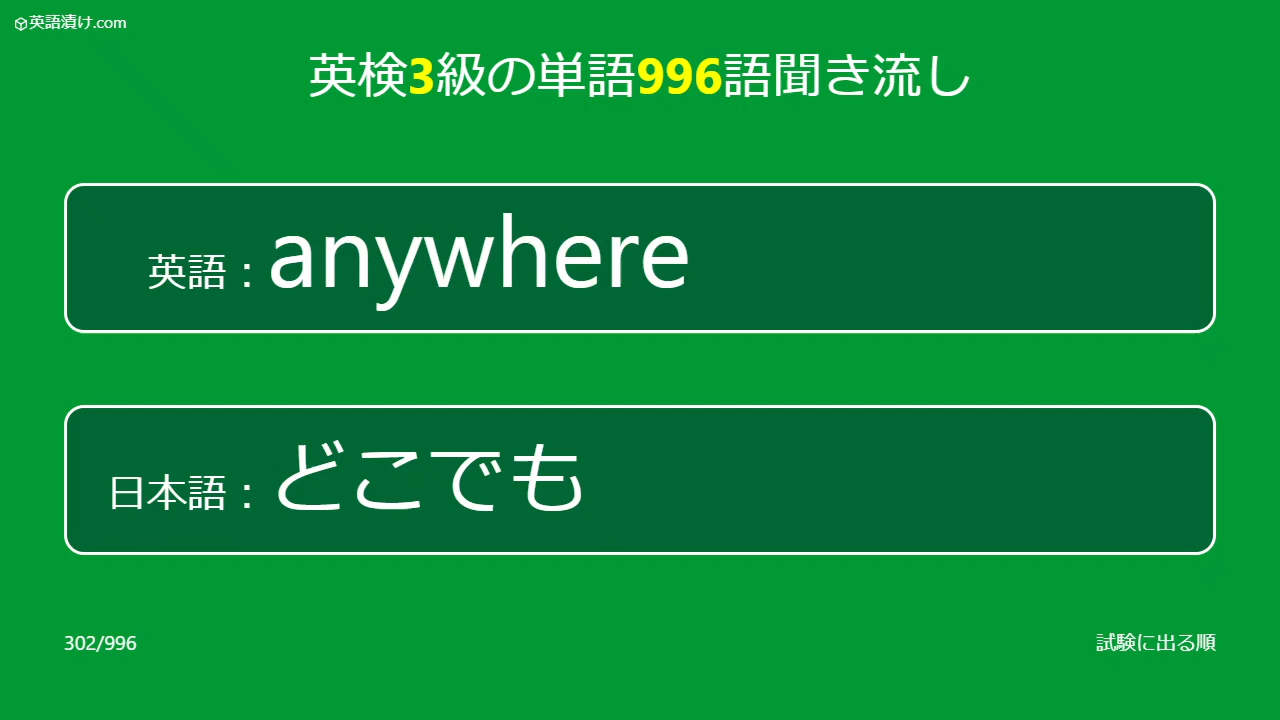 英語漬け.com
英検3級の単語996語聞き流し
英語：anywhere
日本語：どこでも
302/996
試験に出る順